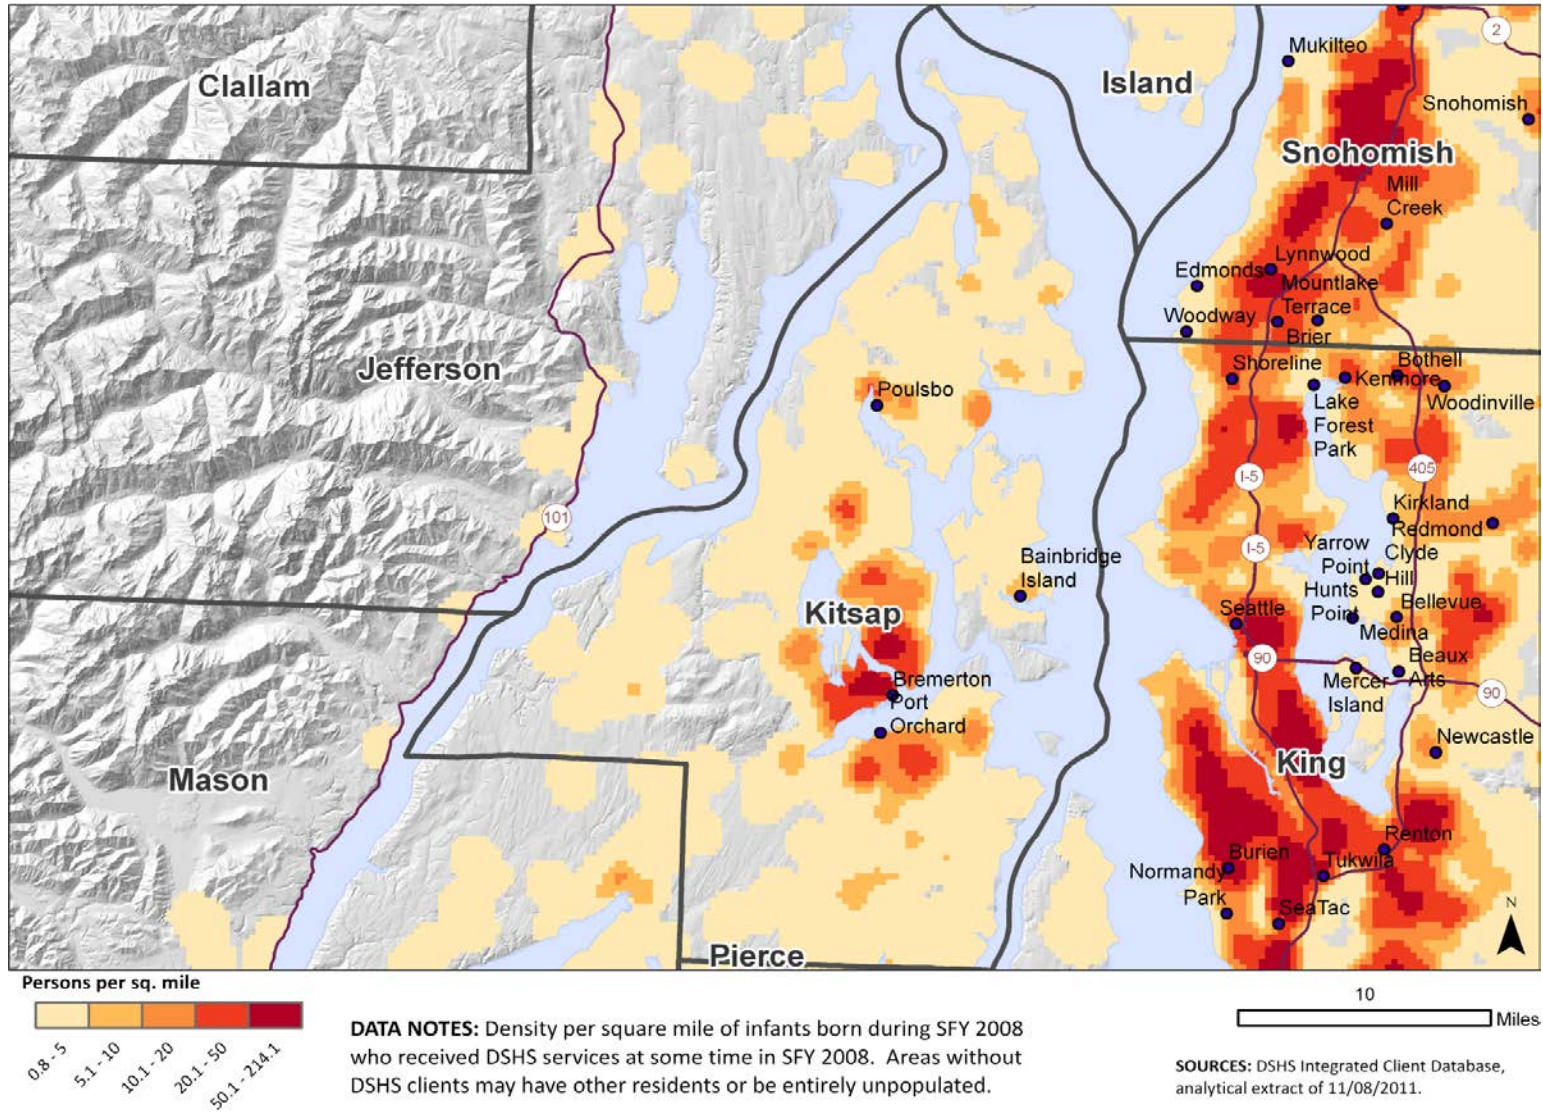 2
Mukilteo
Clallam
Island
Snohomish
Snohomish
Mill
Creek
Lynnwood
Edmonds
Mountlake
Terrace
Woodway
Brier
Shoreline
Bothell
Jefferson
Kenmore
Poulsbo
Lake
Woodinville
Forest
Park
405
I-5
Kirkland
101
Redmond
I-5
Yarrow
Clyde
Bainbridge
Point
Island
Hill
Hunts
Kitsap
Seattle
Point
Bellevue
Medina
90
Beaux
Bremerton
Mercer
Arts
Port
90
Island
Orchard
Newcastle
Mason
King
Renton
Burien
Tukwila
Normandy
Park
SeaTac
N
Pierce
Persons per sq. mile
0.8 - 5
5.1 - 10
10.1 - 20
20.1 - 50
50.1 - 214.1
DATA NOTES: Density per square mile of infants born during SFY 2008
who received DSHS services at some time in SFY 2008. Areas without
DSHS clients may have other residents or be entirely unpopulated.
10
Miles
SOURCES: DSHS Integrated Client Database,
analytical extract of 11/08/2011.